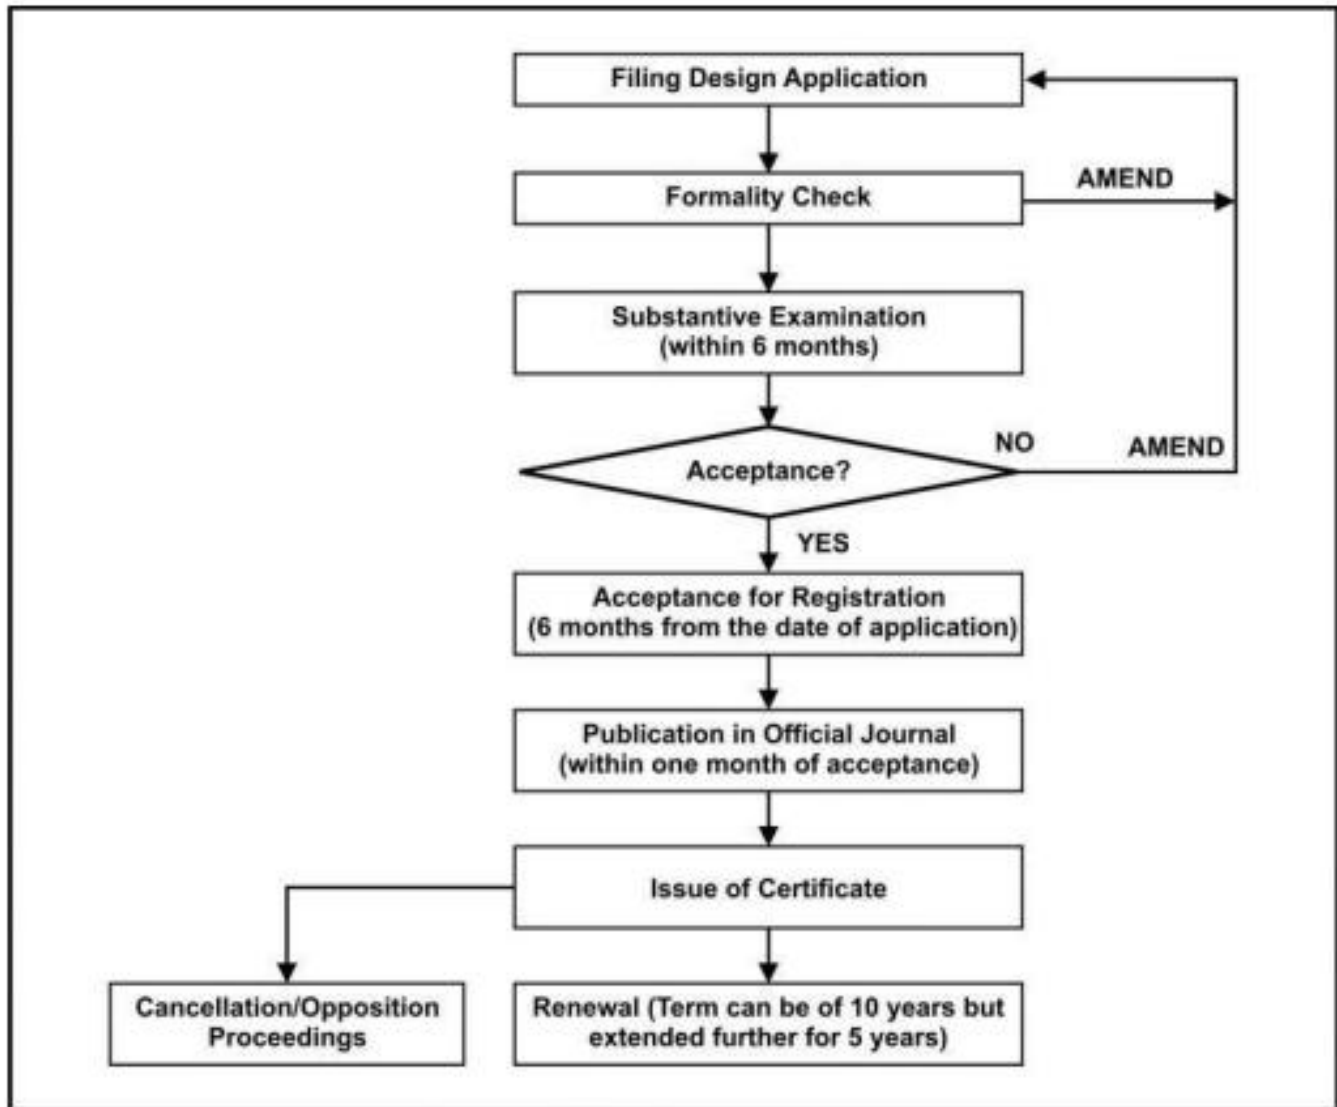 Filing Design Application
Formality Check
AMEND
Substantive Examination
(within 6 months)
Acceptance?
NO
AMEND
YES
Acceptance for Registration
(6 months from the date of application)
Publication in Official Journal
(within one month of acceptance)
Issue of Certificate
Cancellation/Opposition
Proceedings
Renewal (Term can be of 10 years but
extended further for 5 years)